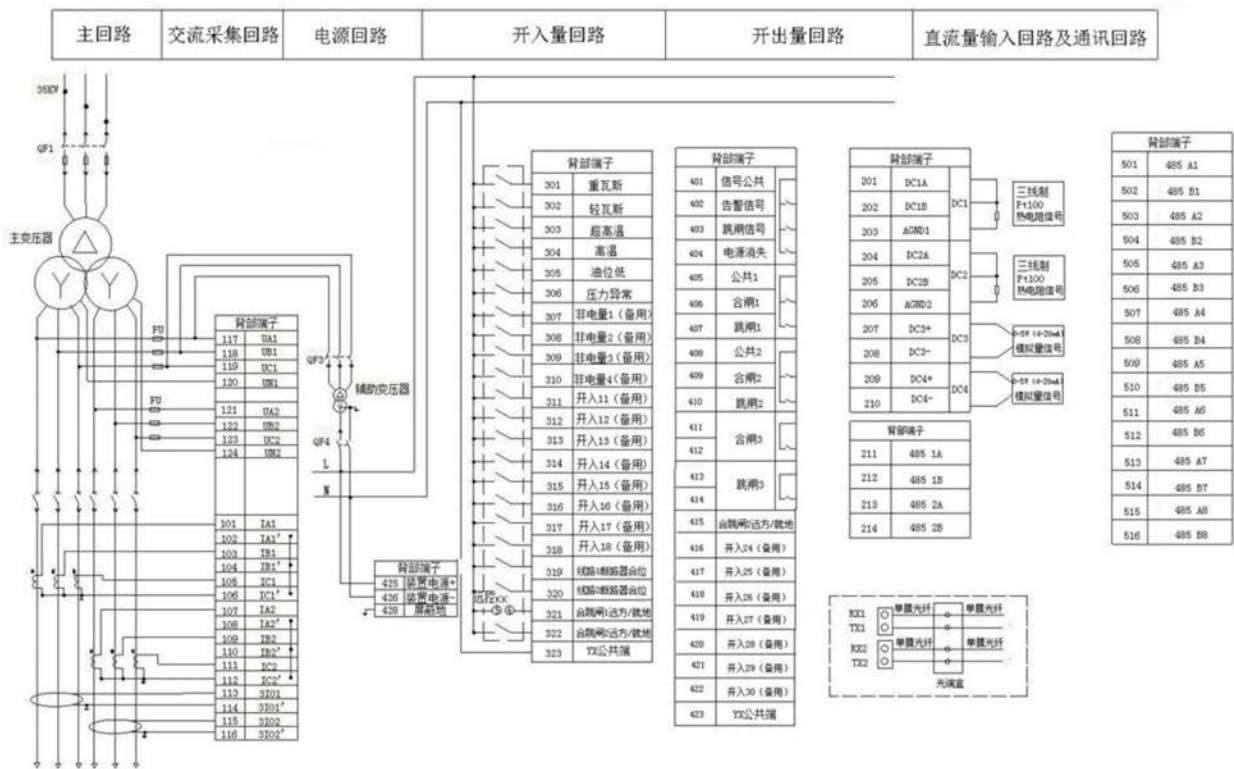 主回路
交流采集回路
电源回路
开入量回路
开出量回路
直流量输入回路及通讯回路
35KV
QF1
主变压器
FU
FU
背部端子
117 UA1
118 UB1
119 UC1
120 UN1
121 UA2
122 UB2
123 UC2
124 UN2
101 IA1
102 IA1'
103 IB1
104 IB1'
105 IC1
106 IC1'
107 IA2
108 IA2'
109 IB2
110 IB2'
111 IC2
112 IC2'
113 3I01
114 3I01'
115 3I02
116 3I02'
QF3
辅助变压器
QF4
L
N
背部端子
425 装置电源+
426 装置电源-
428 屏蔽地
背部端子
301 重瓦斯
302 轻瓦斯
303 超高温
304 高温
305 油位低
306 压力异常
307 非电量1(备用)
308 非电量2(备用)
309 非电量3(备用)
310 非电量4(备用)
311 开入11(备用)
312 开入12(备用)
313 开入13(备用)
314 开入14(备用)
315 开入15(备用)
316 开入16(备用)
317 开入17(备用)
318 开入18(备用)
319 线路1断路器合位
320 线路2断路器合位
远控KK
⑤ ⑥
321 合跳闸1远方/就地
322 合跳闸2远方/就地
323 YX公共端
背部端子
401 信号公共
402 告警信号
403 跳闸信号
404 电源消失
405 公共1
406 合闸1
407 跳闸1
408 公共2
409 合闸2
410 跳闸2
411
合闸3
412
413
跳闸3
414
415 合跳闸3远方/就地
416 开入24(备用)
417 开入25(备用)
418 开入26(备用)
419 开入27(备用)
420 开入28(备用)
421 开入29(备用)
422 开入30(备用)
423 YX公共端
背部端子
201 DC1A
202 DC1B
203 AGND1
DC1
三线制
Pt100
热电阻信号
204 DC2A
205 DC2B
206 AGND2
DC2
三线制
Pt100
热电阻信号
207 DC3+
208 DC3-
DC3
0-5V(4-20mA)
模拟量信号
209 DC4+
210 DC4-
DC4
0-5V(4-20mA)
模拟量信号
背部端子
211 485 1A
212 485 1B
213 485 2A
214 485 2B
RX1 单膜光纤 单膜光纤
TX1
RX2 单膜光纤 单膜光纤
TX2
光端盒
背部端子
501 485 A1
502 485 B1
503 485 A2
504 485 B2
505 485 A3
506 485 B3
507 485 A4
508 485 B4
509 485 A5
510 485 B5
511 485 A6
512 485 B6
513 485 A7
514 485 B7
515 485 A8
516 485 B8